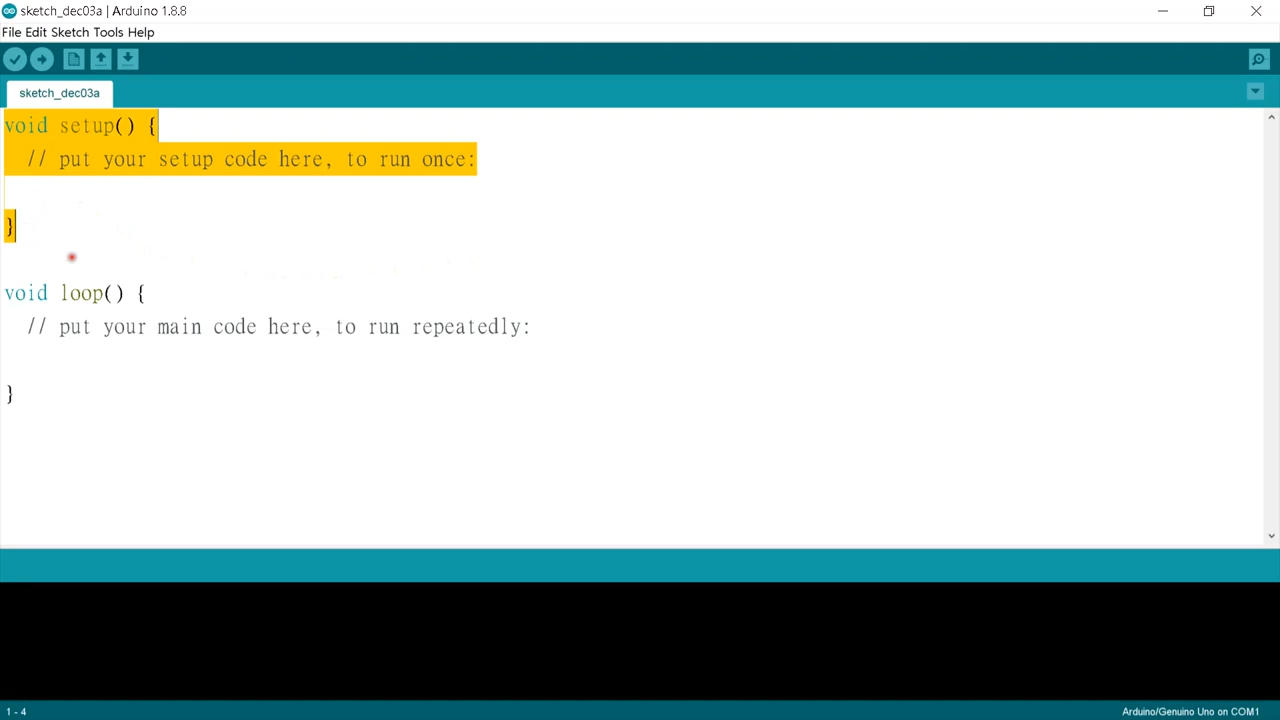 sketch_dec03a | Arduino 1.8.8
File Edit Sketch Tools Help
sketch_dec03a
void setup() {
  // put your setup code here, to run once:
}
void loop() {
  // put your main code here, to run repeatedly:
}
1 - 4
Arduino/Genuino Uno on COM1